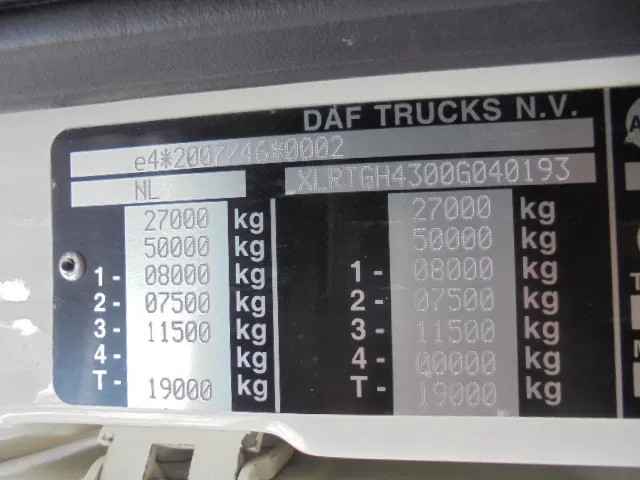 DAF TRUCKS N.V.
e4*2007/46*0002
NL XLRTGH4300G040193
27000 kg 27000 kg
50000 kg 50000 kg
1- 08000 kg 1- 08000 kg
2- 07500 kg 2- 07500 kg
3- 11500 kg 3- 11500 kg
4- kg 4- 00000 kg
T- 19000 kg T- 19000 kg